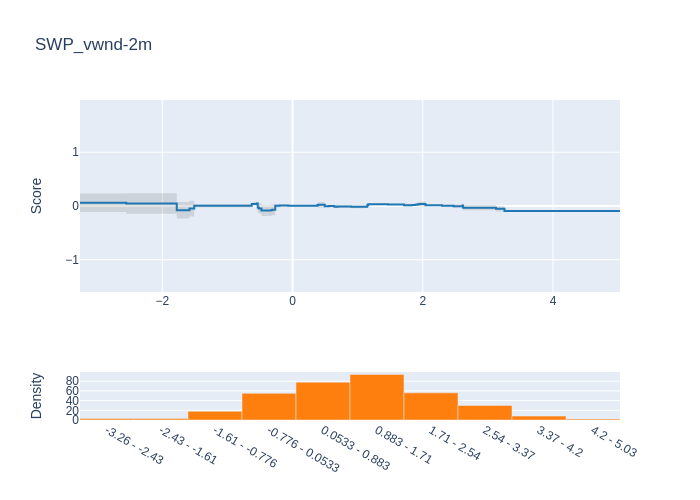 SWP_vwnd-2m
Score
1
0
−1
−2
0
2
4
Density
80
60
40
20
0
-3.26 - -2.43
-2.43 - -1.61
-1.61 - -0.776
-0.776 - 0.0533
0.0533 - 0.883
0.883 - 1.71
1.71 - 2.54
2.54 - 3.37
3.37 - 4.2
4.2 - 5.03